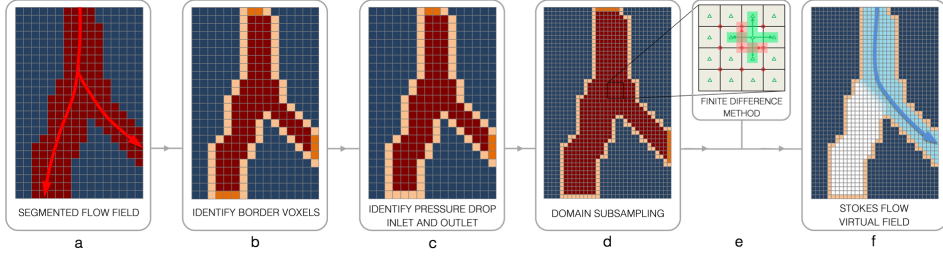 SEGMENTED FLOW FIELD
IDENTIFY BORDER VOXELS
IDENTIFY PRESSURE DROP
INLET AND OUTLET
DOMAIN SUBSAMPLING
FINITE DIFFERENCE
METHOD
STOKES FLOW
VIRTUAL FIELD
a
b
c
d
e
f